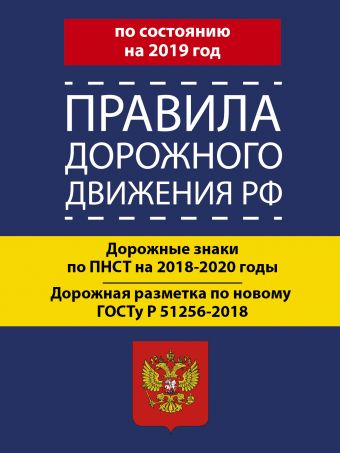 по состоянию
на 2019 год
ПРАВИЛА
ДОРОЖНОГО
ДВИЖЕНИЯ РФ
Дорожные знаки
по ПНСТ на 2018-2020 годы
Дорожная разметка по новому
ГОСТу Р 51256-2018